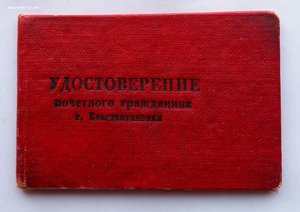 УДОСТОВЕРЕНИЕ
почетного гражданина
г. Константиновки